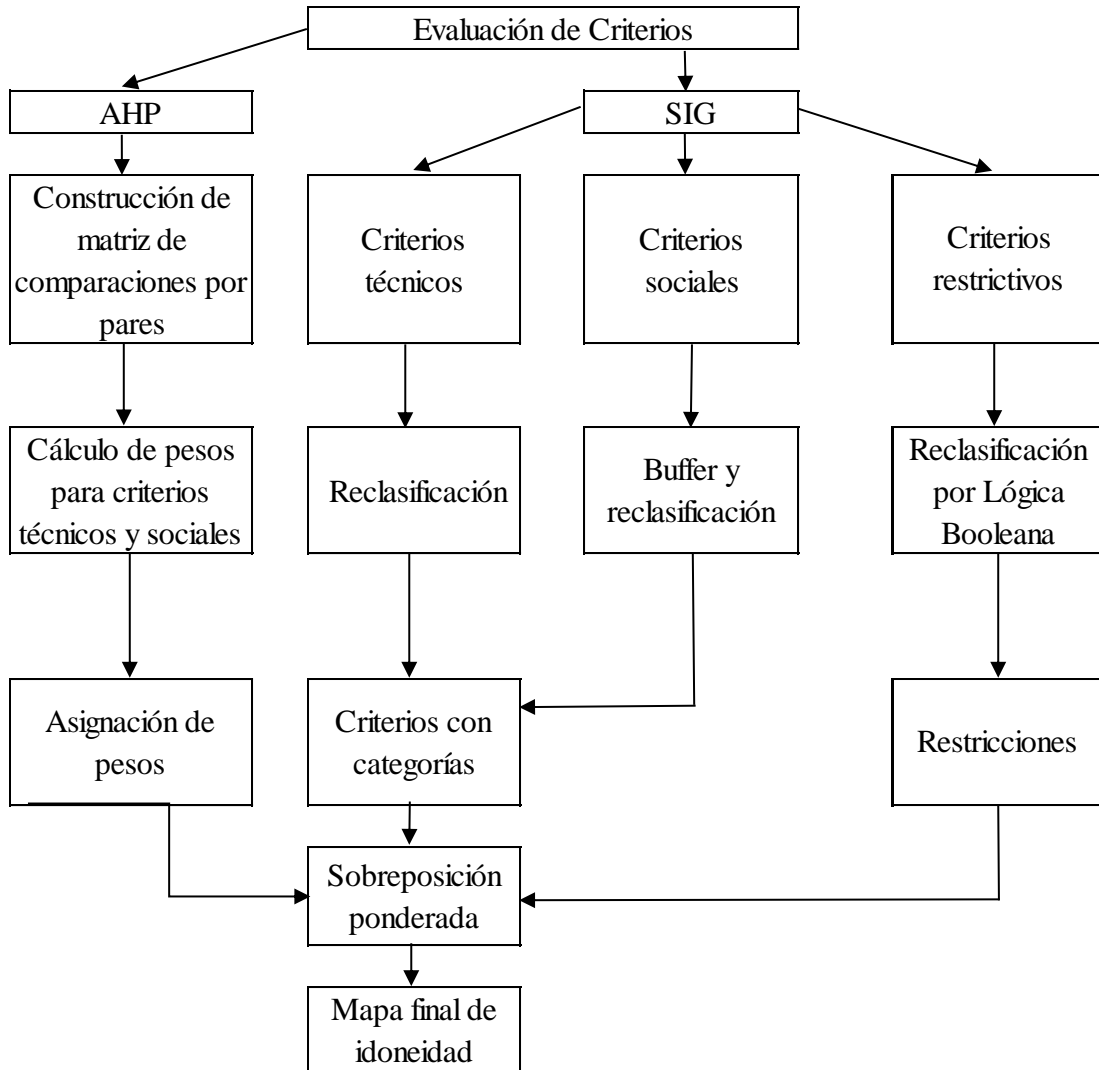 Evaluación de Criterios
AHP
SIG
Construcción de
matriz de
comparaciones por
pares
Criterios
técnicos
Criterios
sociales
Criterios
restrictivos
Cálculo de pesos
para criterios
técnicos y sociales
Reclasificación
Buffer y
reclasificación
Reclasificación
por Lógica
Booleana
Asignación de
pesos
Criterios con
categorías
Restricciones
Sobreposición
ponderada
Mapa final de
idoneidad